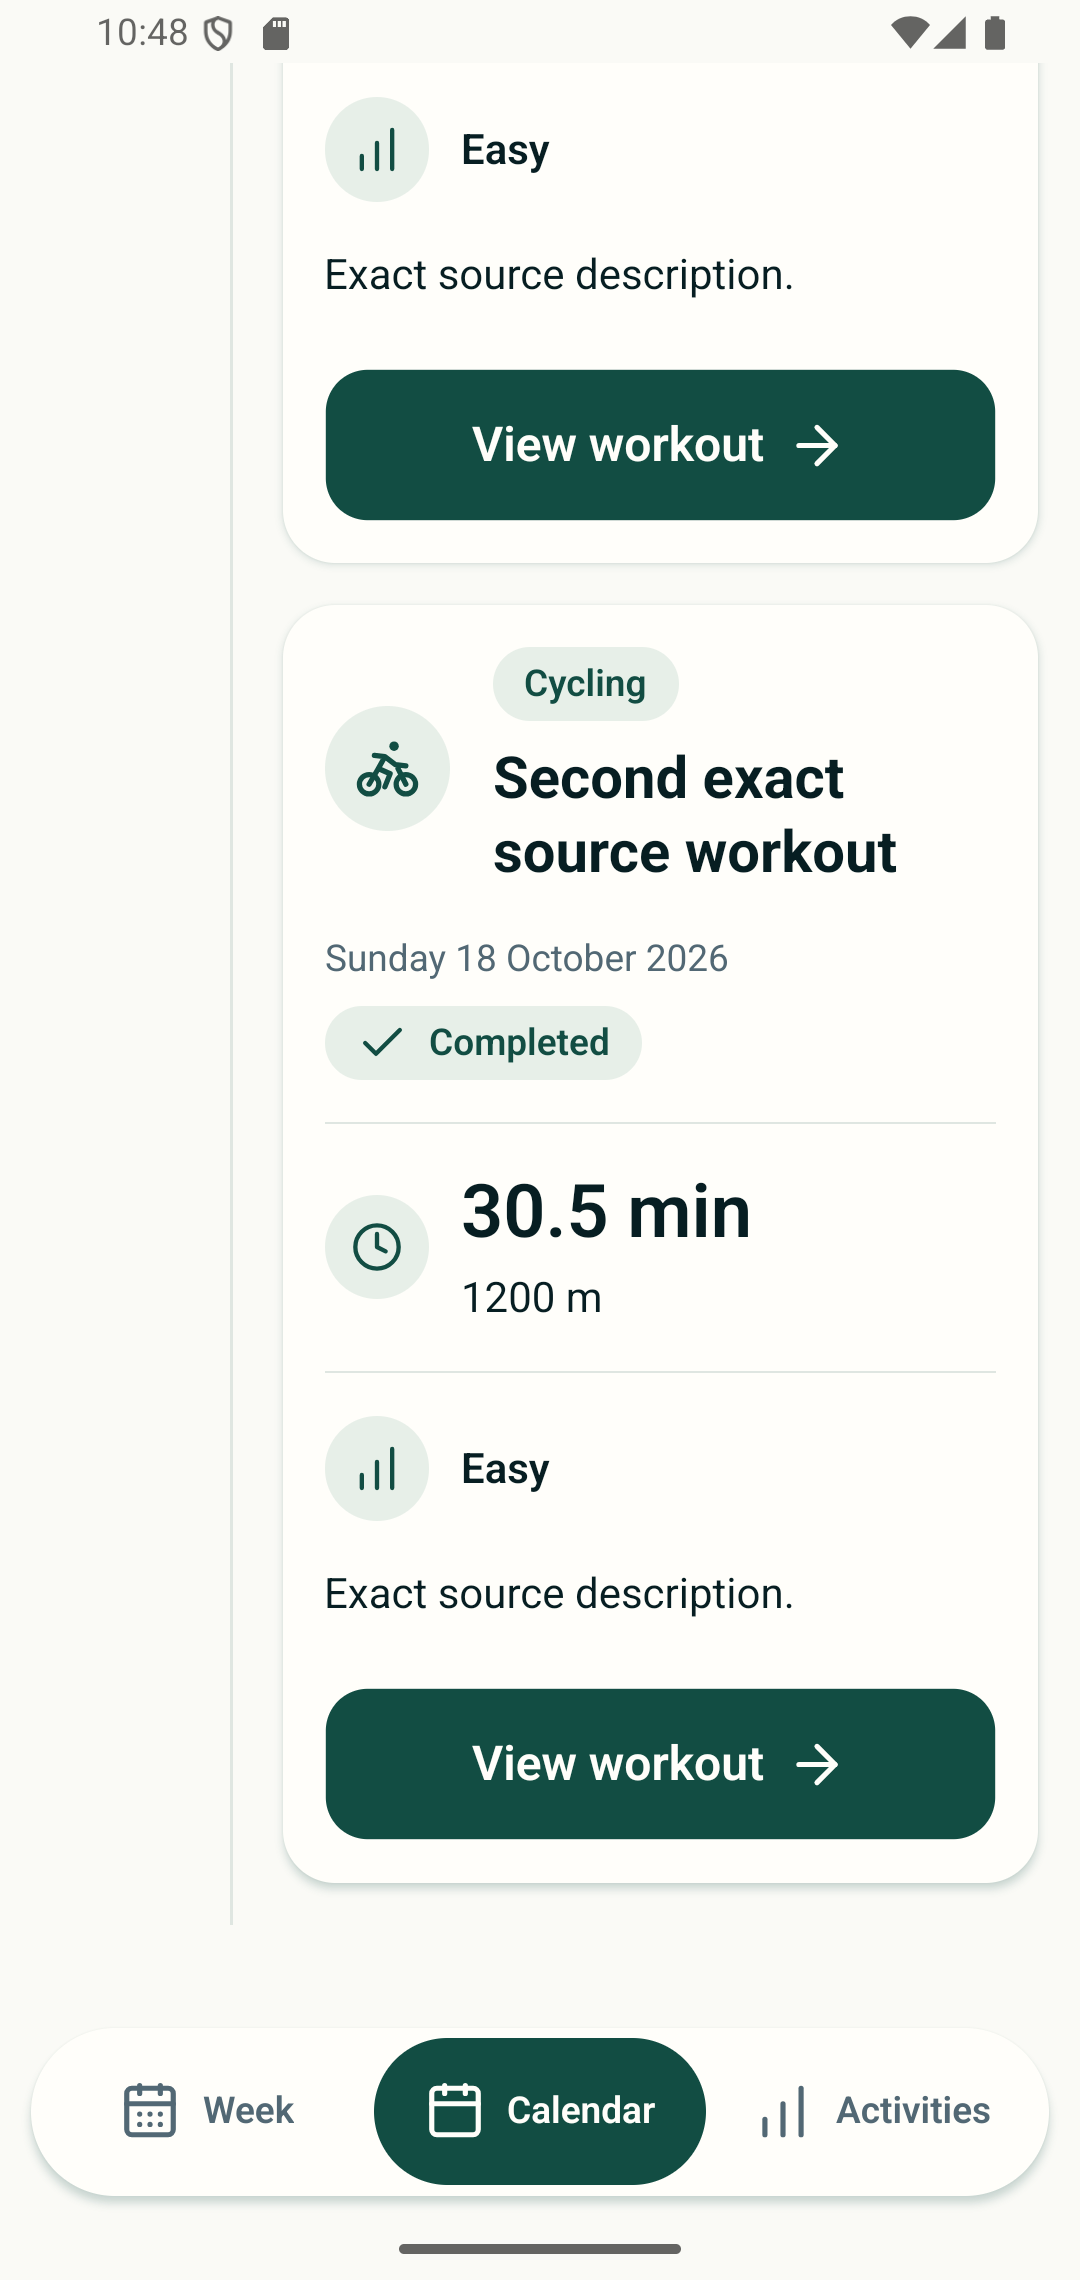 10:48
Easy
Exact source description.
View workout
Cycling
Second exact
source workout
Sunday 18 October 2026
Completed
30.5 min
1200 m
Easy
Exact source description.
View workout
Week
Calendar
Activities